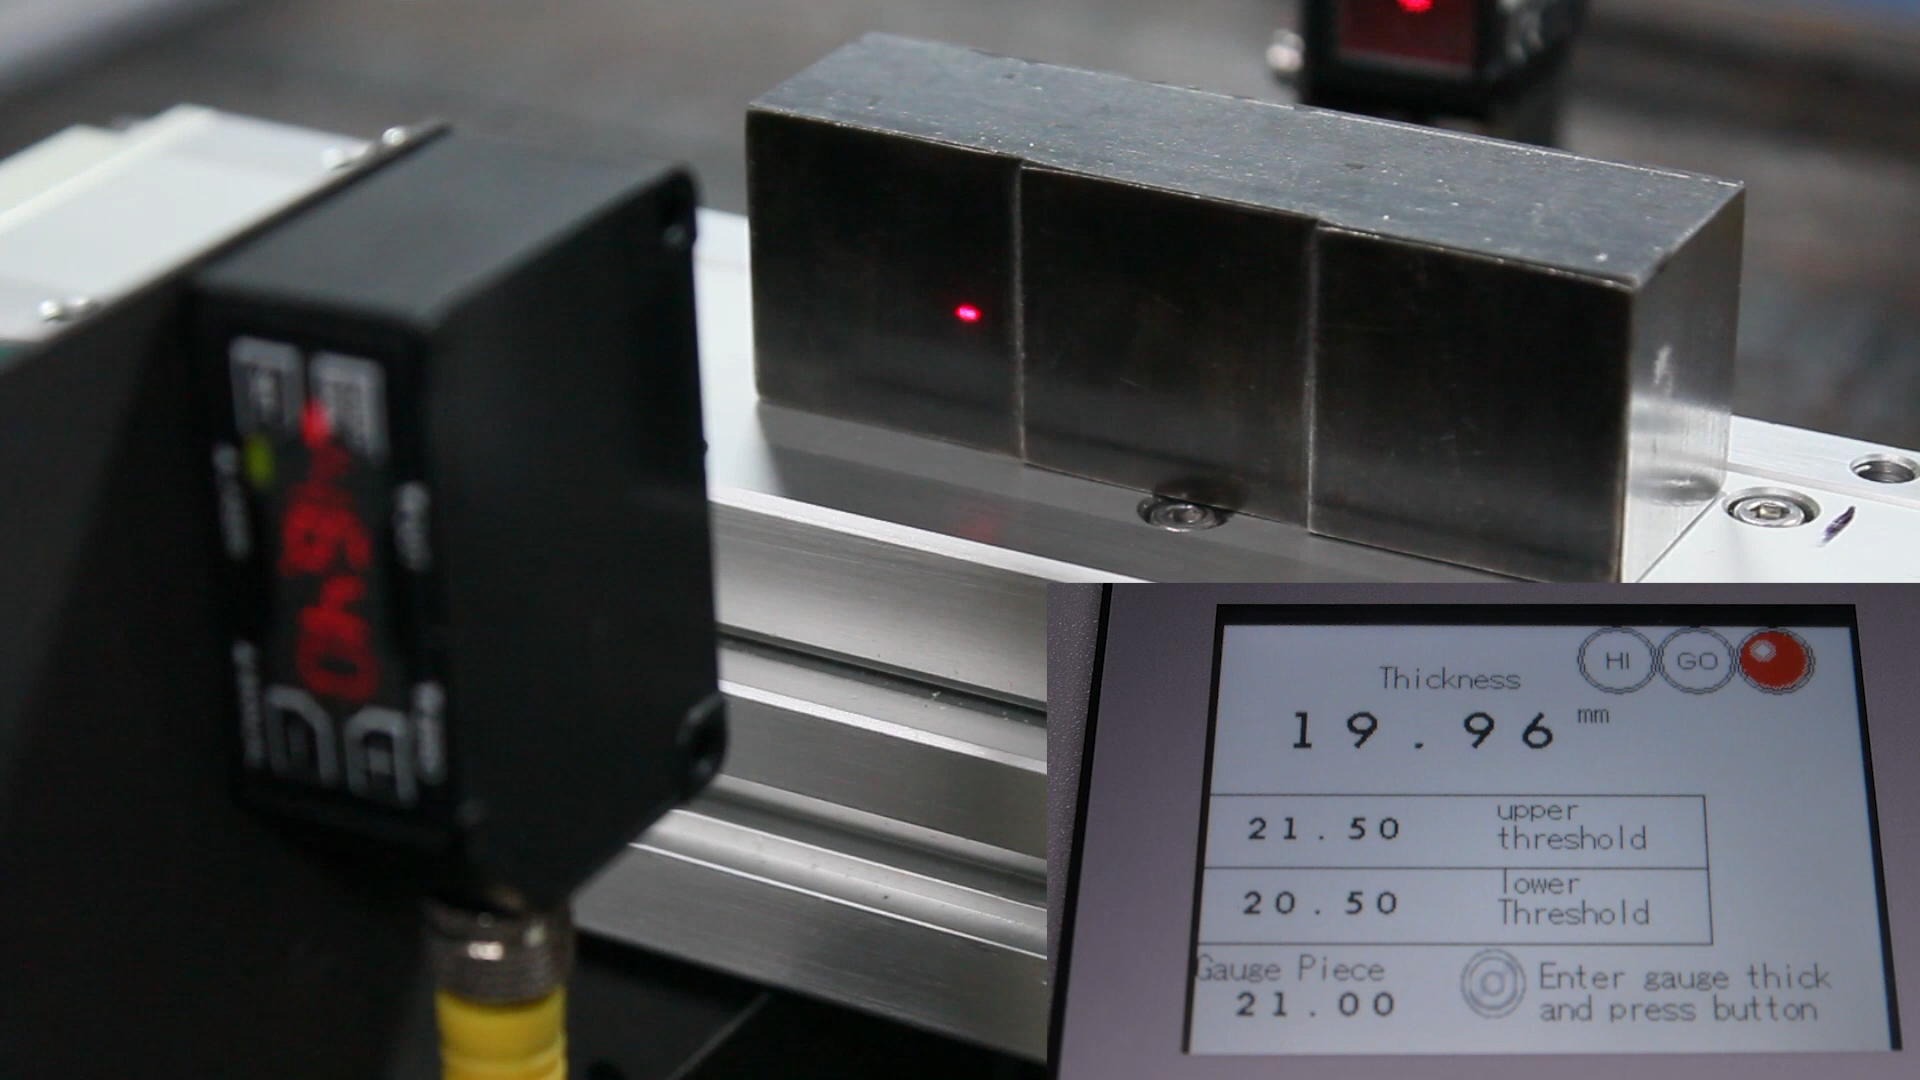 HI
GO
Thickness
19.96 mm
21.50 upper threshold
20.50 lower Threshold
Gauge Piece
21.00
Enter gauge thick
and press button